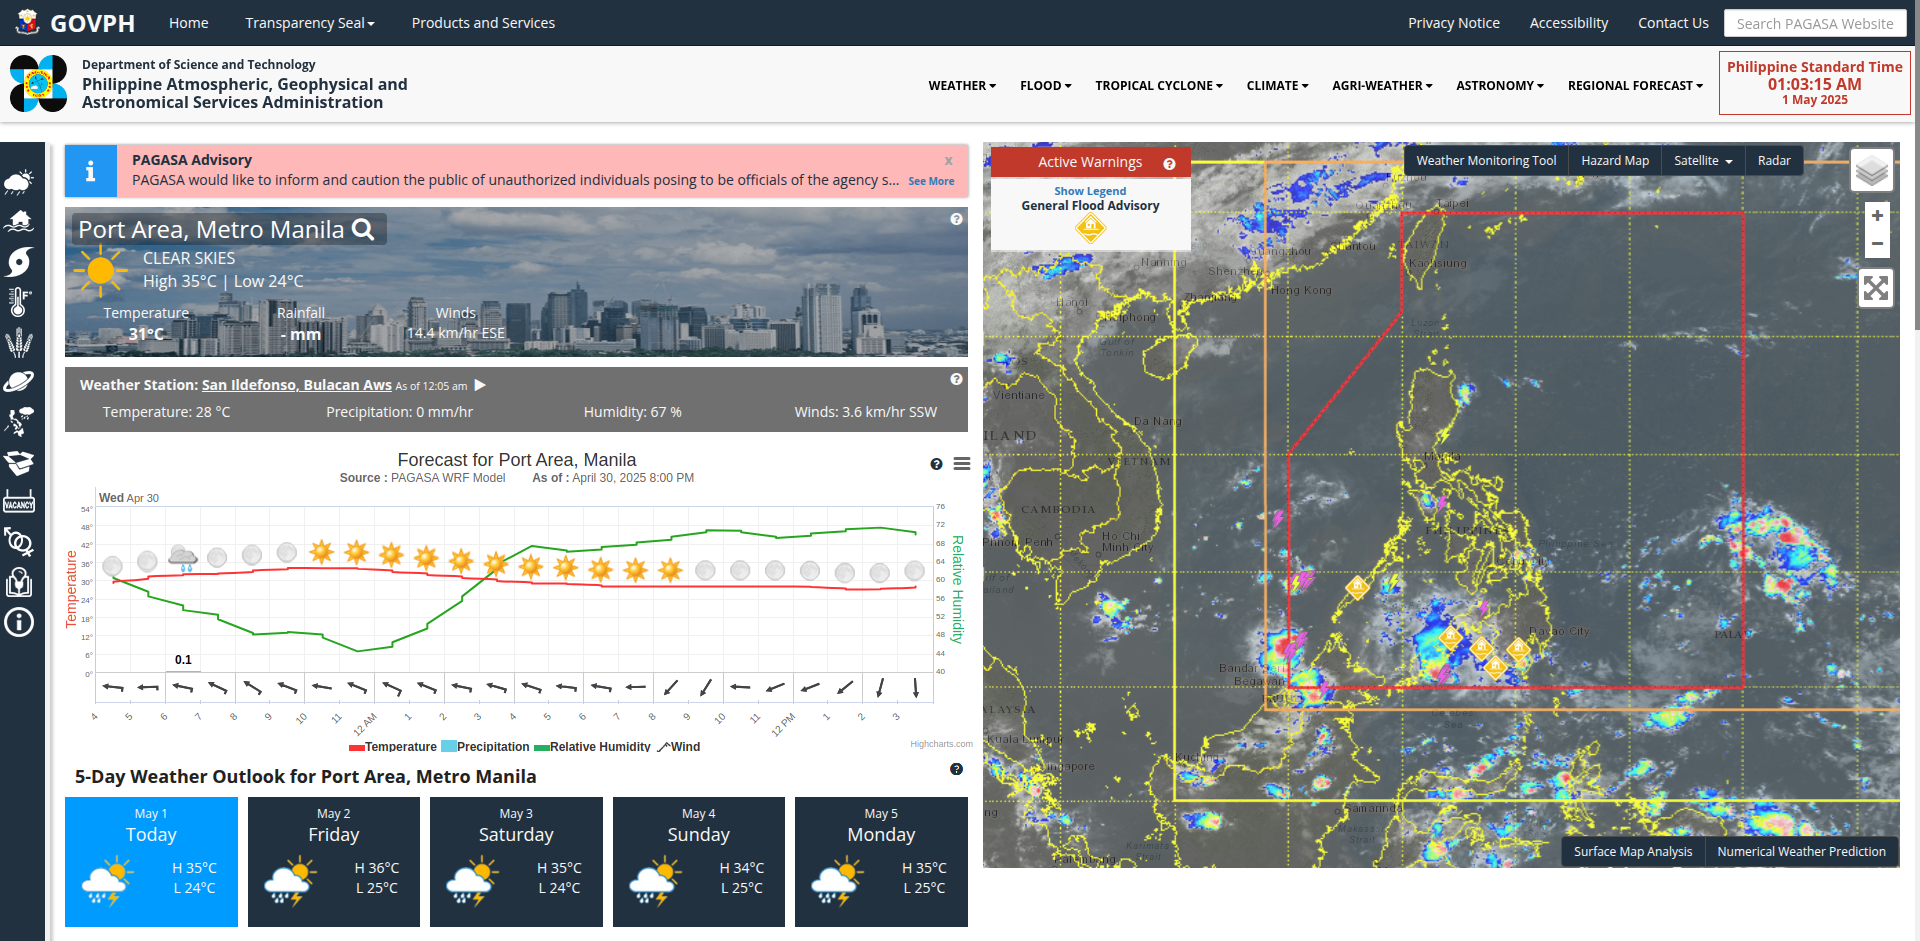 GOVPH
Home
Transparency Seal
Products and Services
Privacy Notice
Accessibility
Contact Us
Search PAGASA Website
Department of Science and Technology
Philippine Atmospheric, Geophysical and
Astronomical Services Administration
WEATHER
FLOOD
TROPICAL CYCLONE
CLIMATE
AGRI-WEATHER
ASTRONOMY
REGIONAL FORECAST
Philippine Standard Time
01:03:15 AM
1 May 2025
PAGASA Advisory
x
PAGASA would like to inform and caution the public of unauthorized individuals posing to be officials of the agency s...
See More
Port Area, Metro Manila
CLEAR SKIES
High 35°C | Low 24°C
Temperature
Rainfall
Winds
31°C
- mm
14.4 km/hr ESE
Weather Station: San Ildefonso, Bulacan Aws As of 12:05 am
Temperature: 28 °C
Precipitation: 0 mm/hr
Humidity: 67 %
Winds: 3.6 km/hr SSW
Forecast for Port Area, Manila
Source : PAGASA WRF Model
As of : April 30, 2025 8:00 PM
Wed Apr 30
54°
48°
42°
36°
30°
24°
18°
12°
6°
0°
Temperature
76
72
68
64
60
56
52
48
44
40
Relative Humidity
0.1
4
5
6
7
8
9
10
11
12 AM
1
2
3
4
5
6
7
8
9
10
11
12 PM
1
2
3
Temperature
Precipitation
Relative Humidity
Wind
Highcharts.com
5-Day Weather Outlook for Port Area, Metro Manila
May 1
Today
H 35°C
L 24°C
May 2
Friday
H 36°C
L 25°C
May 3
Saturday
H 35°C
L 24°C
May 4
Sunday
H 34°C
L 25°C
May 5
Monday
H 35°C
L 25°C
VACANCY
Active Warnings
Show Legend
General Flood Advisory
Weather Monitoring Tool
Hazard Map
Satellite
Radar
+
−
Taipei
Kaohsiung
Nanning
Hong Kong
Hanoi
Gulf of
Tonkin
Luzon
Vientiane
Da Nang
VIETNAM
CAMBODIA
Phnom Penh
Ho Chi
Minh City
Manila
Davao City
Bandar Seri
Begawan
Kuala Lumpur
Kuching
Samarinda
Karimata
Strait
Surface Map Analysis
Numerical Weather Prediction